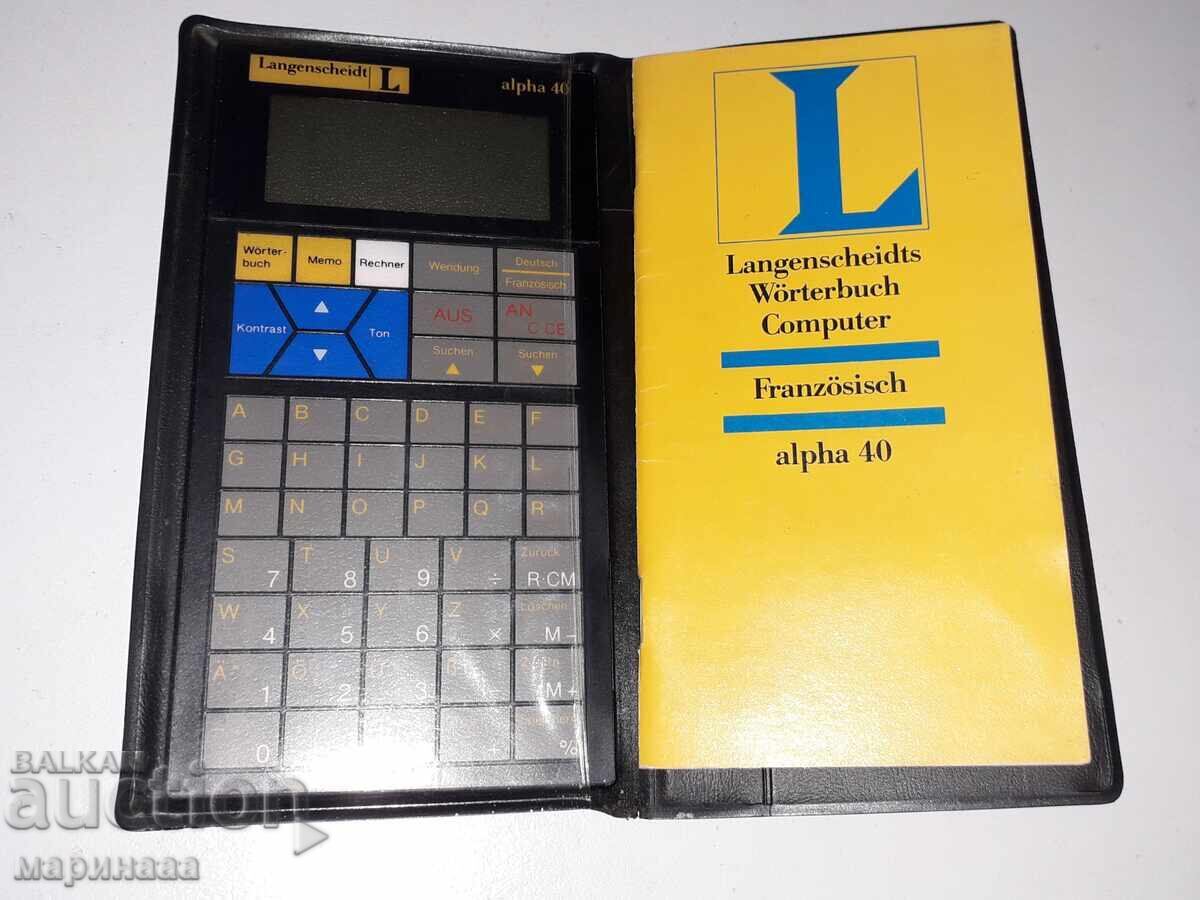 Langenscheidt L
alpha 40
Wörter-
buch
Memo
Rechner
Wendung
Deutsch
Französisch
Kontrast
▲
▼
Ton
AUS
AN
C·CE
Suchen
▲
Suchen
▼
A B C D E F
G H I J K L
M N O P Q R
S 7 T 8 U 9 V ÷ Zurück R·CM
W 4 X 5 Y 6 Z × Löschen M−
Ä 1 Ö 2 3 M+
0 + %
L
Langenscheidts
Wörterbuch
Computer
Französisch
alpha 40
BALKAN
auction
маринааа